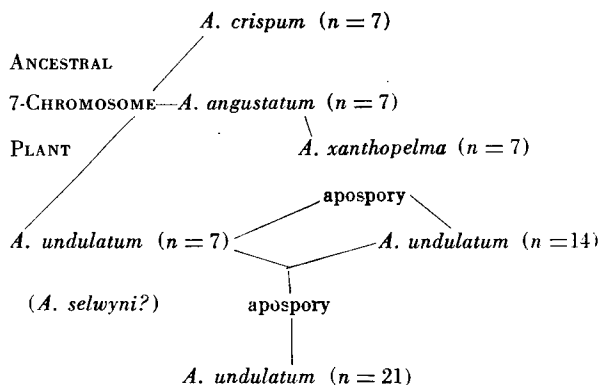 A. crispum (n = 7)
ANCESTRAL
7-CHROMOSOME—A. angustatum (n = 7)
PLANT
A. xanthopelma (n = 7)
apospory
A. undulatum (n = 7)
A. undulatum (n = 14)
(A. selwyni?)
apospory
A. undulatum (n = 21)